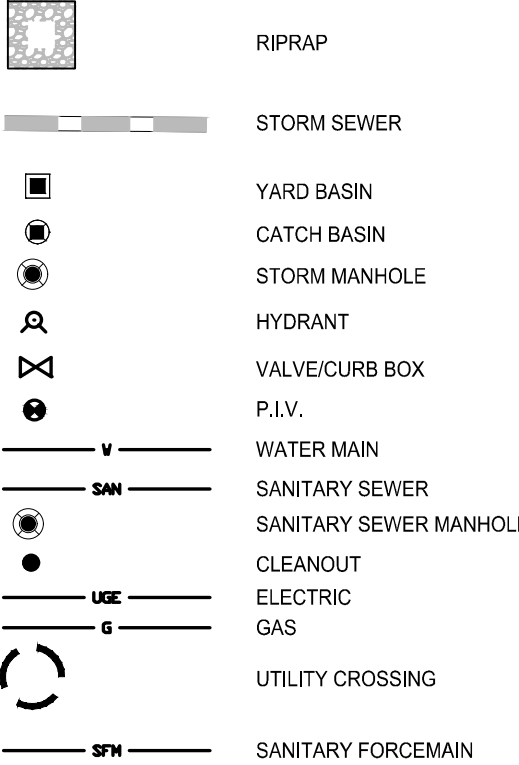 RIPRAP
STORM SEWER
YARD BASIN
CATCH BASIN
STORM MANHOLE
HYDRANT
VALVE/CURB BOX
P.I.V.
W WATER MAIN
SAN SANITARY SEWER
SANITARY SEWER MANHOL
CLEANOUT
UGE ELECTRIC
G GAS
UTILITY CROSSING
SFM SANITARY FORCEMAIN